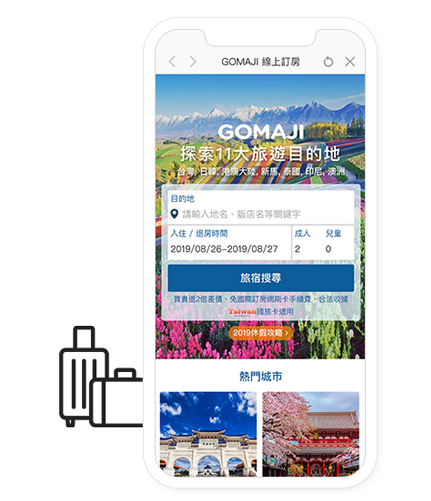 GOMAJI 線上訂房
GOMAJI
探索11大旅遊目的地
台灣, 日韓, 港澳大陸, 新馬, 泰國, 印尼, 澳洲
目的地
請輸入地名、飯店名等關鍵字
入住 / 退房時間 成人 兒童
2019/08/26–2019/08/27 2 0
旅宿搜尋
買貴退2倍差價、免國際訂房網刷卡手續費、合法收據
Taiwan國旅卡適用
2019休假攻略 >
熱門城市